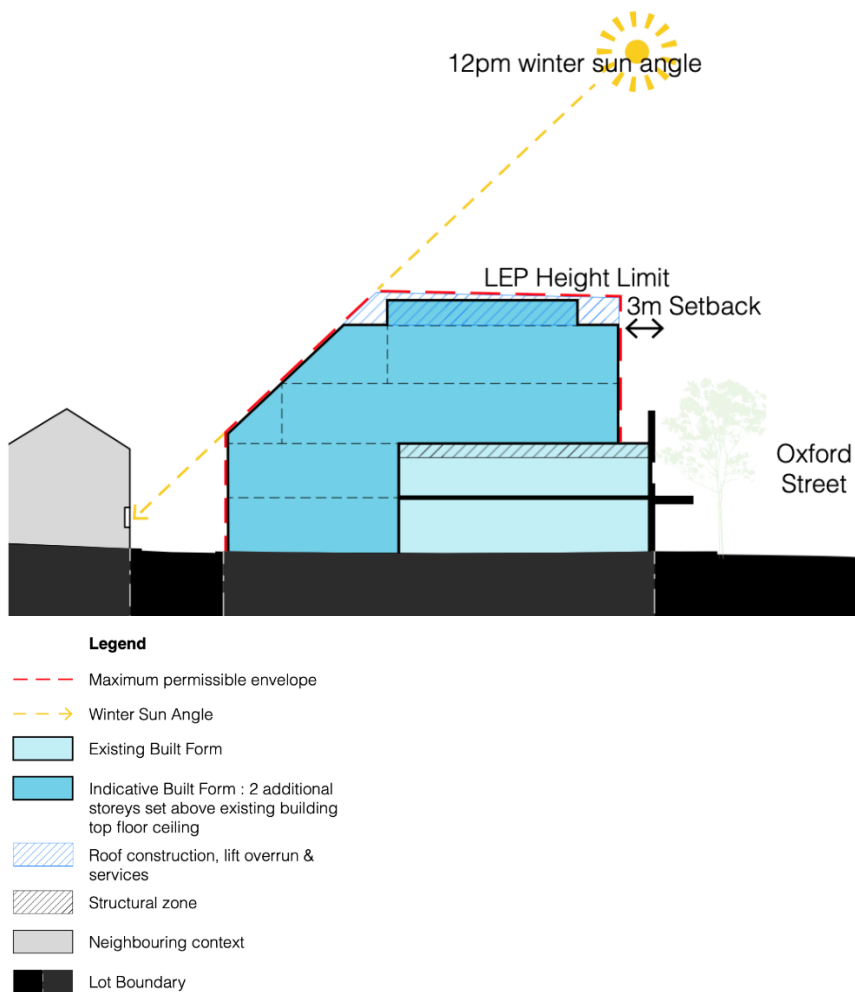 12pm winter sun angle
LEP Height Limit
3m Setback
Oxford
Street
Legend
Maximum permissible envelope
Winter Sun Angle
Existing Built Form
Indicative Built Form : 2 additional
storeys set above existing building
top floor ceiling
Roof construction, lift overrun &
services
Structural zone
Neighbouring context
Lot Boundary